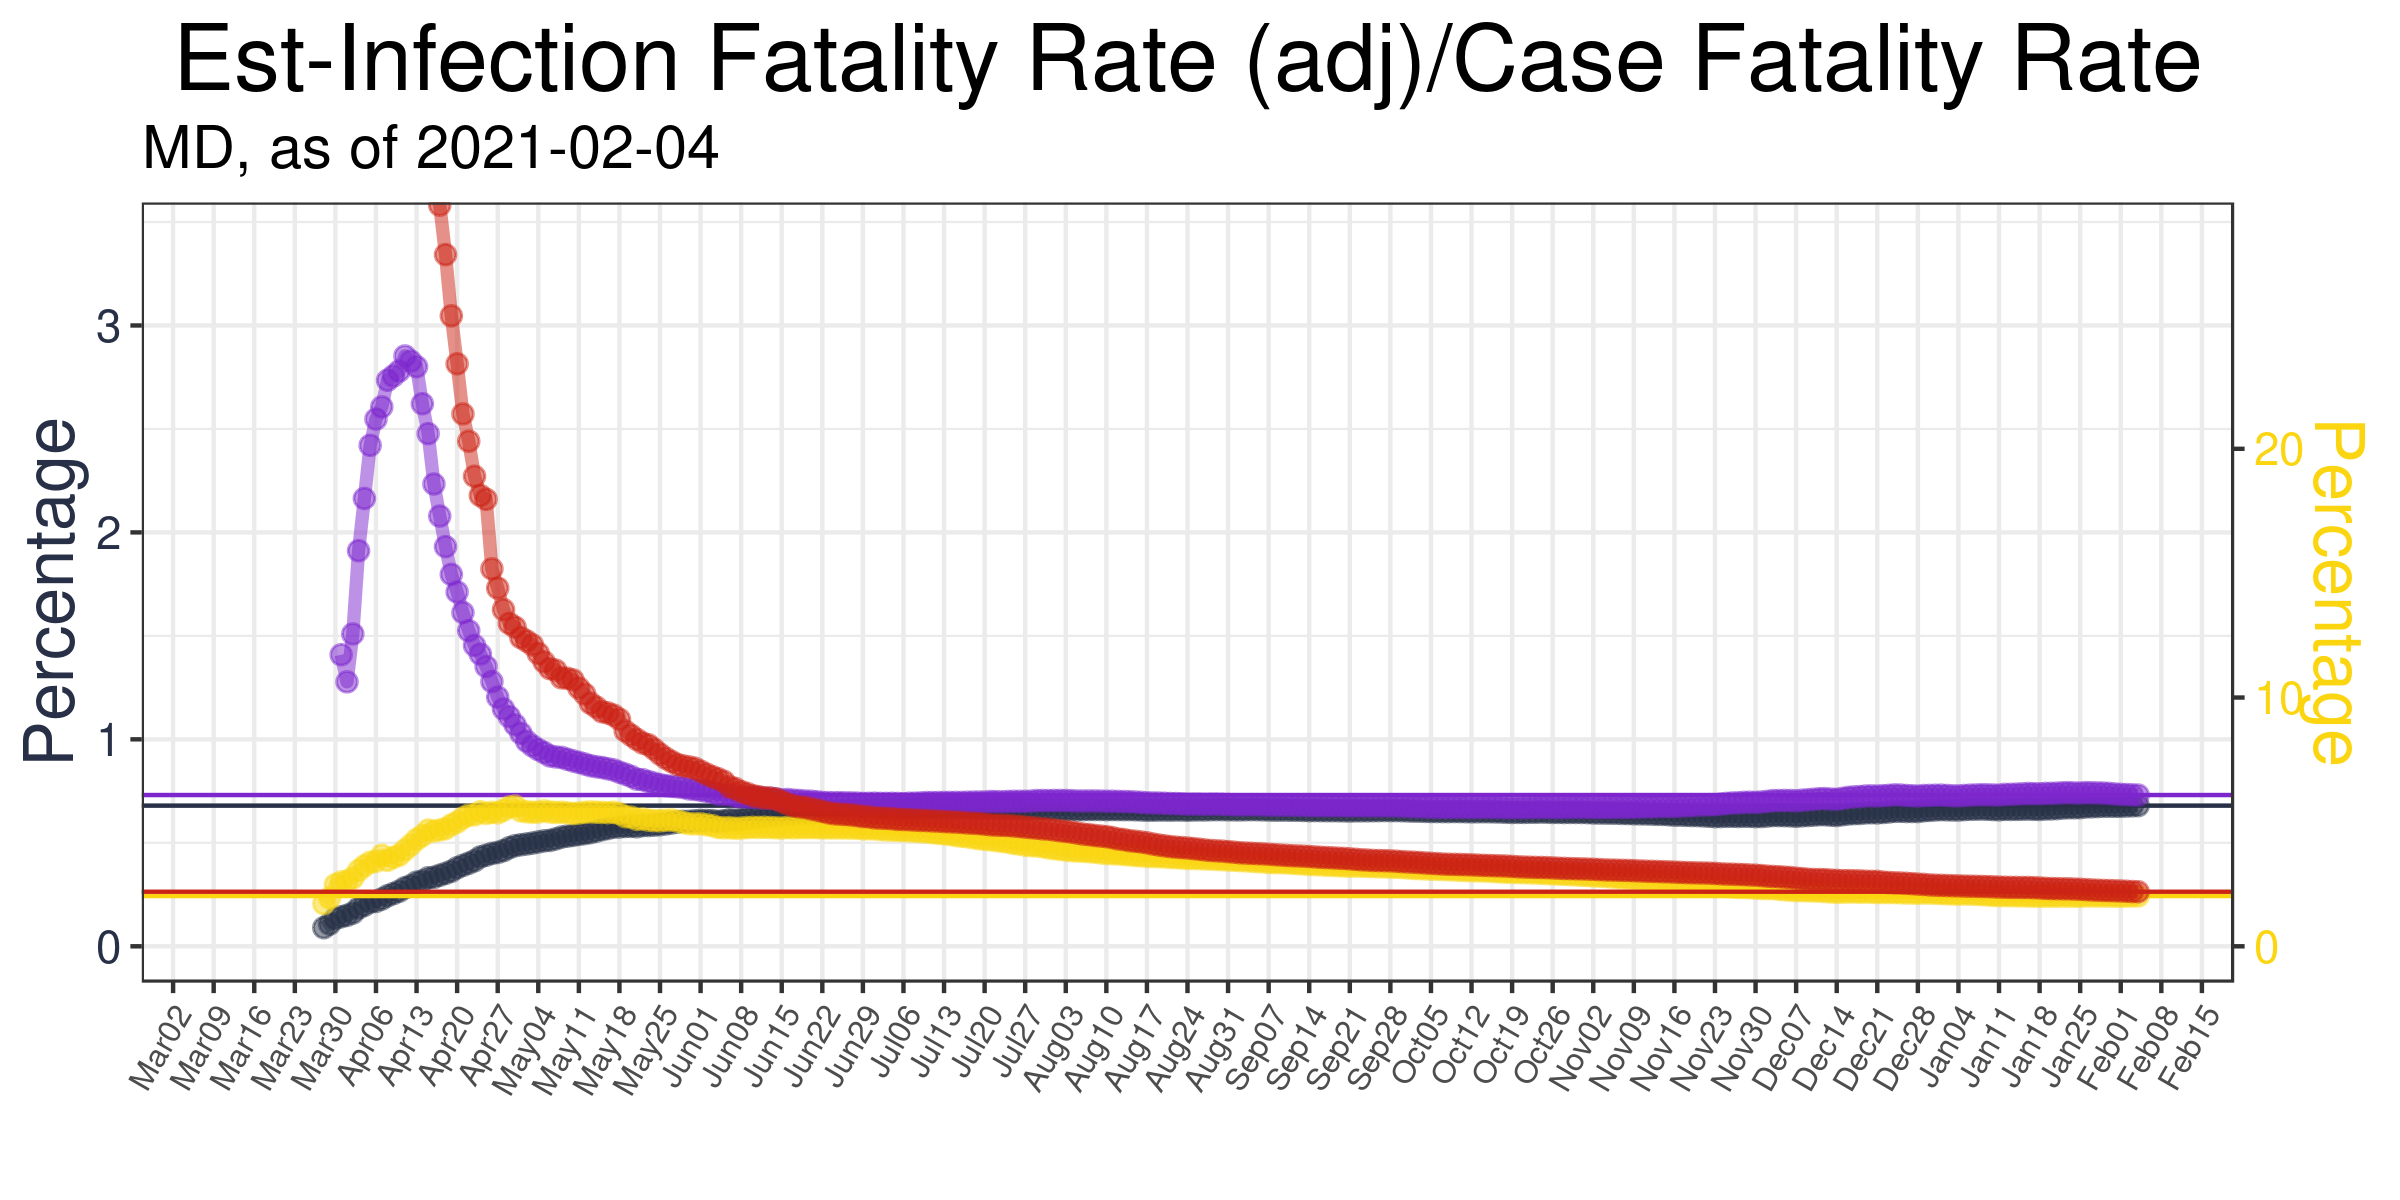 Est-Infection Fatality Rate (adj)/Case Fatality Rate
MD, as of 2021-02-04
Percentage
3
2
1
0
Percentage
20
10
0
Mar02
Mar09
Mar16
Mar23
Mar30
Apr06
Apr13
Apr20
Apr27
May04
May11
May18
May25
Jun01
Jun08
Jun15
Jun22
Jun29
Jul06
Jul13
Jul20
Jul27
Aug03
Aug10
Aug17
Aug24
Aug31
Sep07
Sep14
Sep21
Sep28
Oct05
Oct12
Oct19
Oct26
Nov02
Nov09
Nov16
Nov23
Nov30
Dec07
Dec14
Dec21
Dec28
Jan04
Jan11
Jan18
Jan25
Feb01
Feb08
Feb15